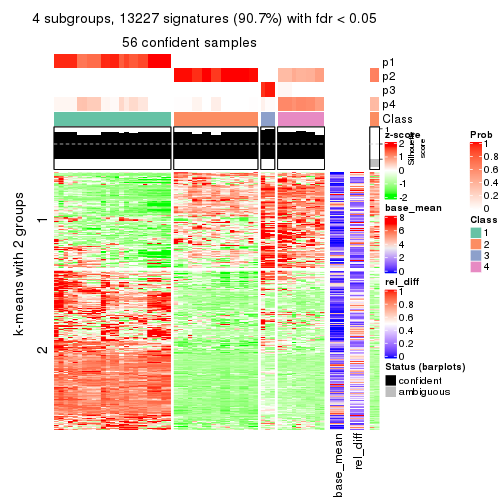 4 subgroups, 13227 signatures (90.7%) with fdr < 0.05
56 confident samples
p1
p2
p3
p4
Class
1
Silhouette
score
k-means with 2 groups
1
2
base_mean
rel_diff
z-score
2
1
0
-1
-2
base_mean
8
6
4
2
0
rel_diff
1
0.8
0.6
0.4
0.2
0
Status (barplots)
confident
ambiguous
Prob
1
0.8
0.6
0.4
0.2
0
Class
1
2
3
4